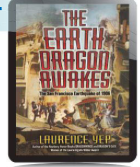 THE
EARTH
DRAGON
AWAKES
The San Francisco Earthquake of 1906
LAURENCE YEP